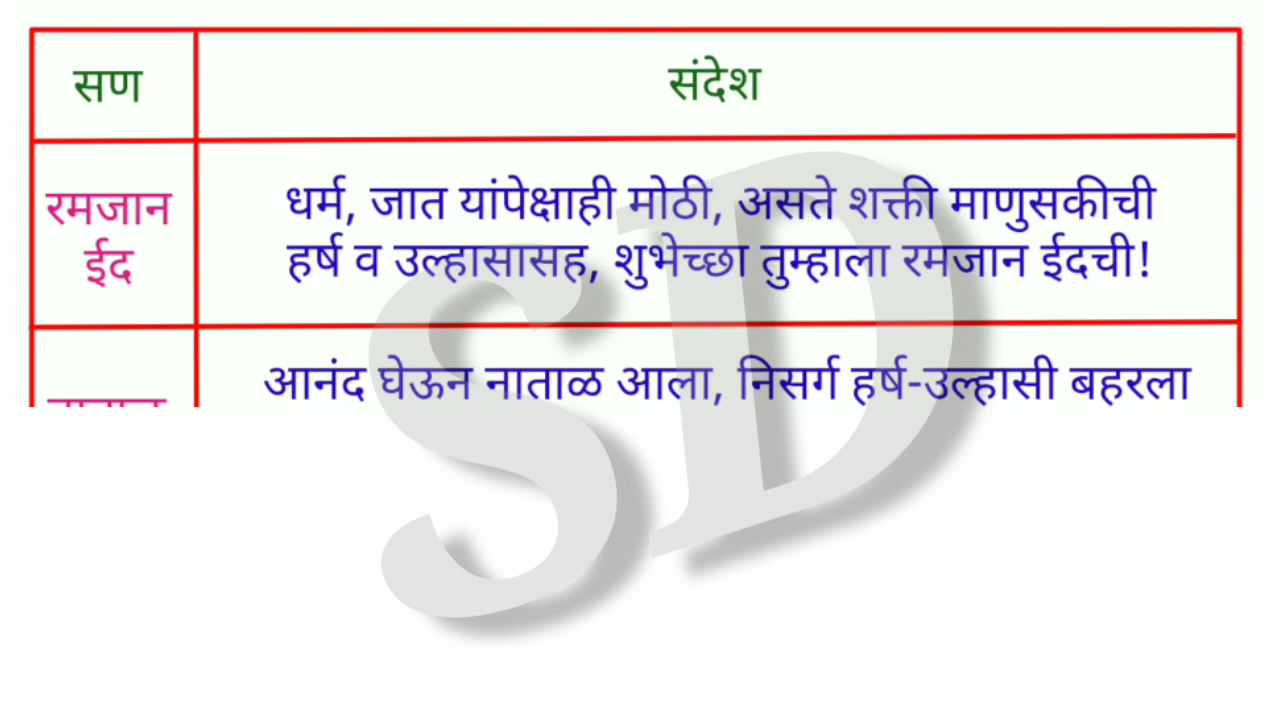 सण
संदेश
रमजान
ईद
धर्म, जात यांपेक्षाही मोठी, असते शक्ती माणुसकीची
हर्ष व उल्हासासह, शुभेच्छा तुम्हाला रमजान ईदची!
आनंद घेऊन नाताळ आला, निसर्ग हर्ष-उल्हासी बहरला
SD